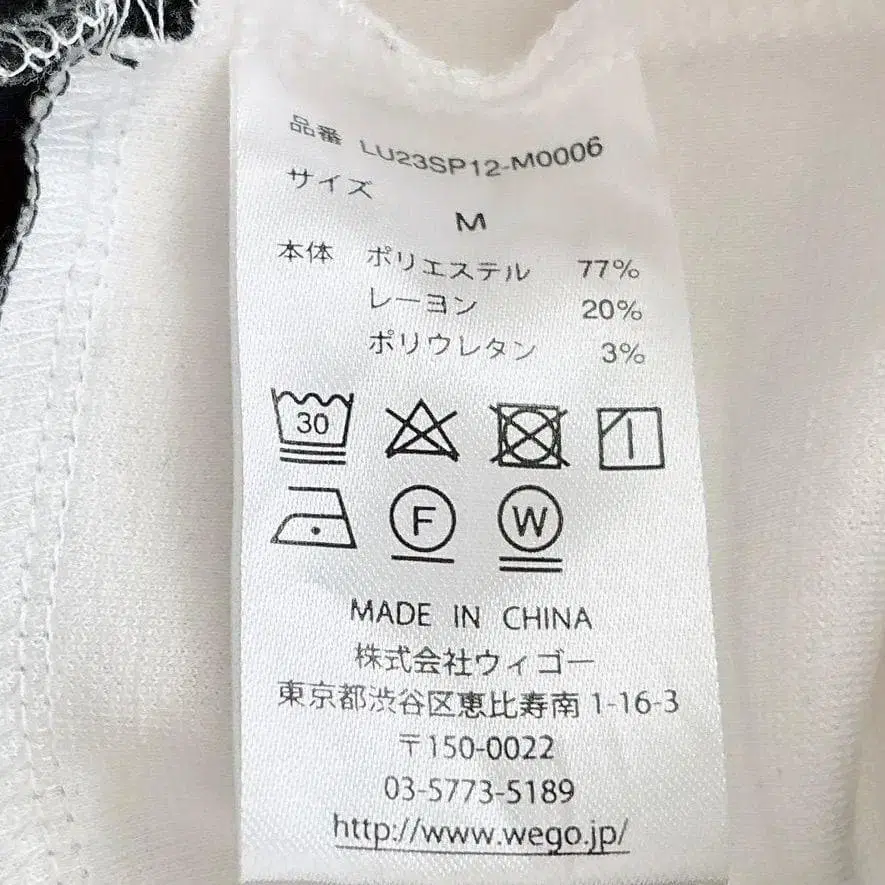 品番 LU23SP12-M0006
サイズ
M
本体 ポリエステル 77%
レーヨン 20%
ポリウレタン 3%
30
F W
MADE IN CHINA
株式会社ウィゴー
東京都渋谷区恵比寿南 1-16-3
〒150-0022
03-5773-5189
http://www.wego.jp/